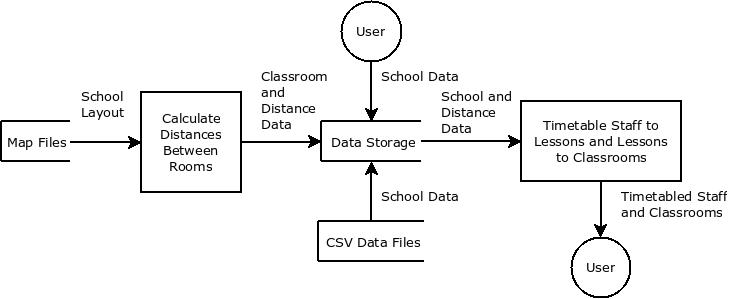 User
School
Layout
Classroom
and
Distance
Data
School Data
School and
Distance
Data
Map Files
Calculate
Distances
Between
Rooms
Data Storage
Timetable Staff to
Lessons and Lessons
to Classrooms
School Data
Timetabled Staff
and Classrooms
CSV Data Files
User